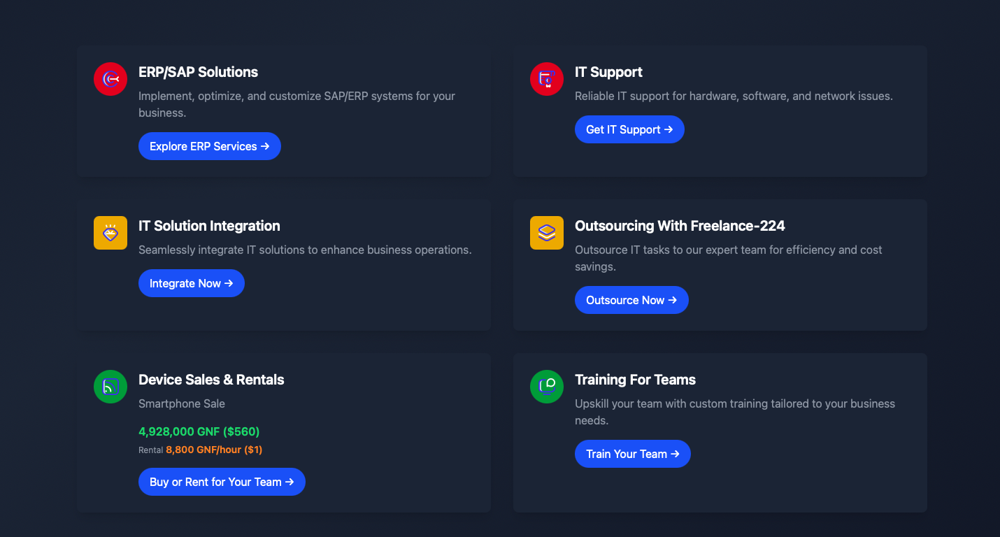 ERP/SAP Solutions
Implement, optimize, and customize SAP/ERP systems for your
business.
Explore ERP Services →
IT Support
Reliable IT support for hardware, software, and network issues.
Get IT Support →
IT Solution Integration
Seamlessly integrate IT solutions to enhance business operations.
Integrate Now →
Outsourcing With Freelance-224
Outsource IT tasks to our expert team for efficiency and cost
savings.
Outsource Now →
Device Sales & Rentals
Smartphone Sale
4,928,000 GNF ($560)
Rental 8,800 GNF/hour ($1)
Buy or Rent for Your Team →
Training For Teams
Upskill your team with custom training tailored to your business
needs.
Train Your Team →